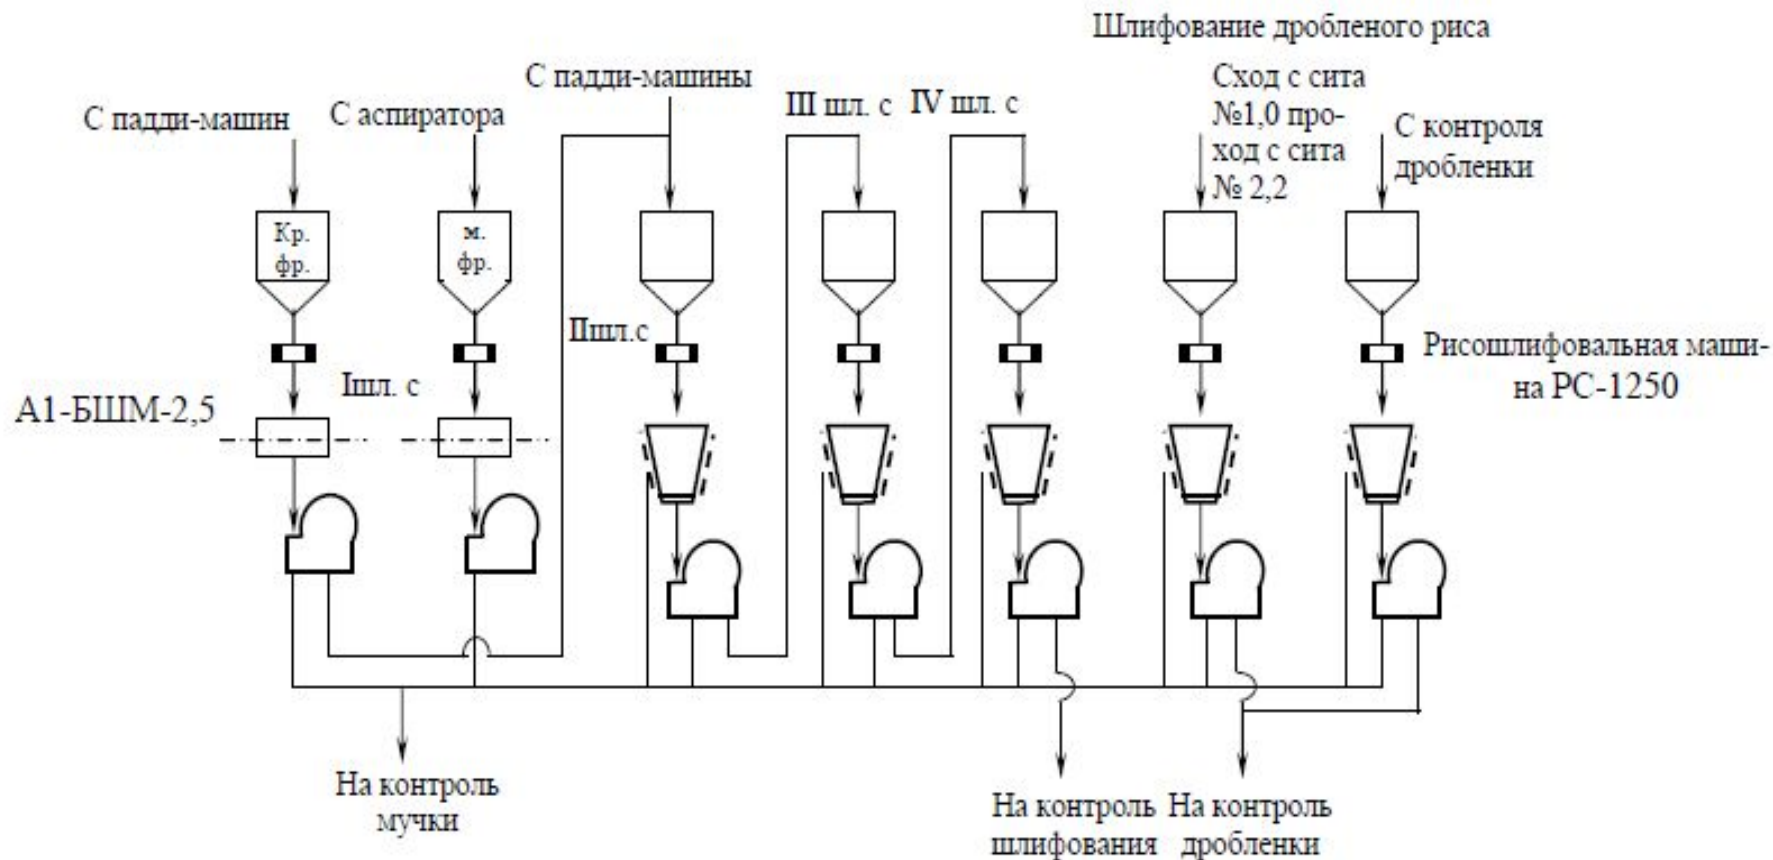 Шлифование дробленого риса
С падди-машин
С аспиратора
С падди-машины
III шл. с
IV шл. с
Сход с сита
№1,0 про-
ход с сита
№ 2,2
С контроля
дробленки
Кр.
фр.
м.
фр.
IIшл.с
Iшл. с
А1-БШМ-2,5
Рисошлифовальная маши-
на РС-1250
На контроль
мучки
На контроль
шлифования
На контроль
дробленки